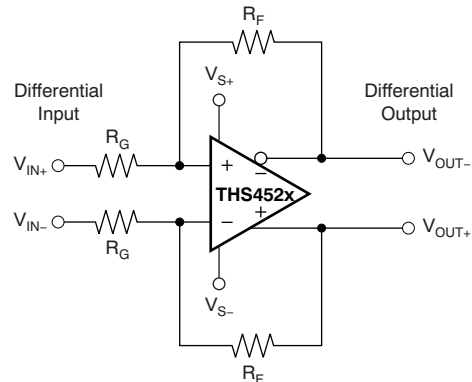 R_F
V_S+
Differential
Input
Differential
Output
R_G
V_IN+
+
−
V_OUT−
THS452x
V_IN−
−
+
V_OUT+
R_G
V_S−
R_F